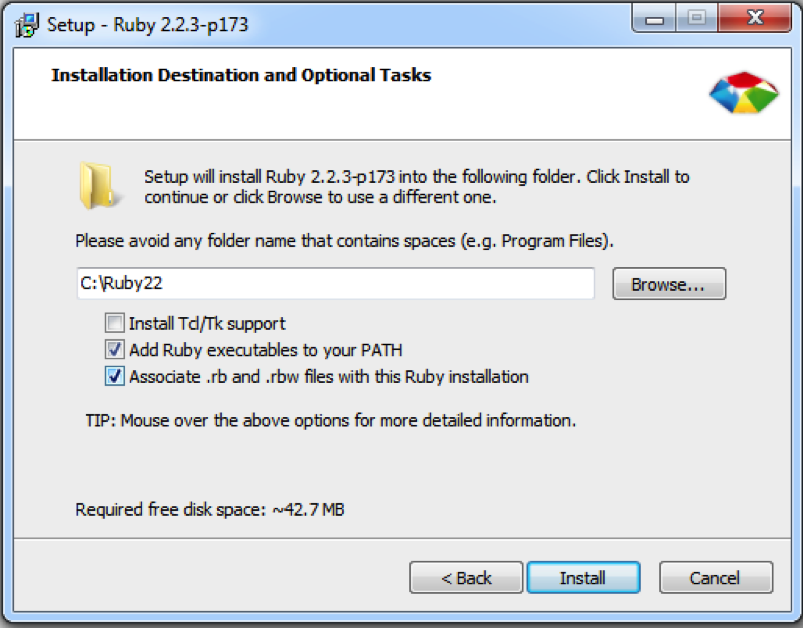 Setup - Ruby 2.2.3-p173
Installation Destination and Optional Tasks
Setup will install Ruby 2.2.3-p173 into the following folder. Click Install to
continue or click Browse to use a different one.
Please avoid any folder name that contains spaces (e.g. Program Files).
C:\Ruby22
Browse...
Install Tcl/Tk support
Add Ruby executables to your PATH
Associate .rb and .rbw files with this Ruby installation
TIP: Mouse over the above options for more detailed information.
Required free disk space: ~42.7 MB
< Back
Install
Cancel